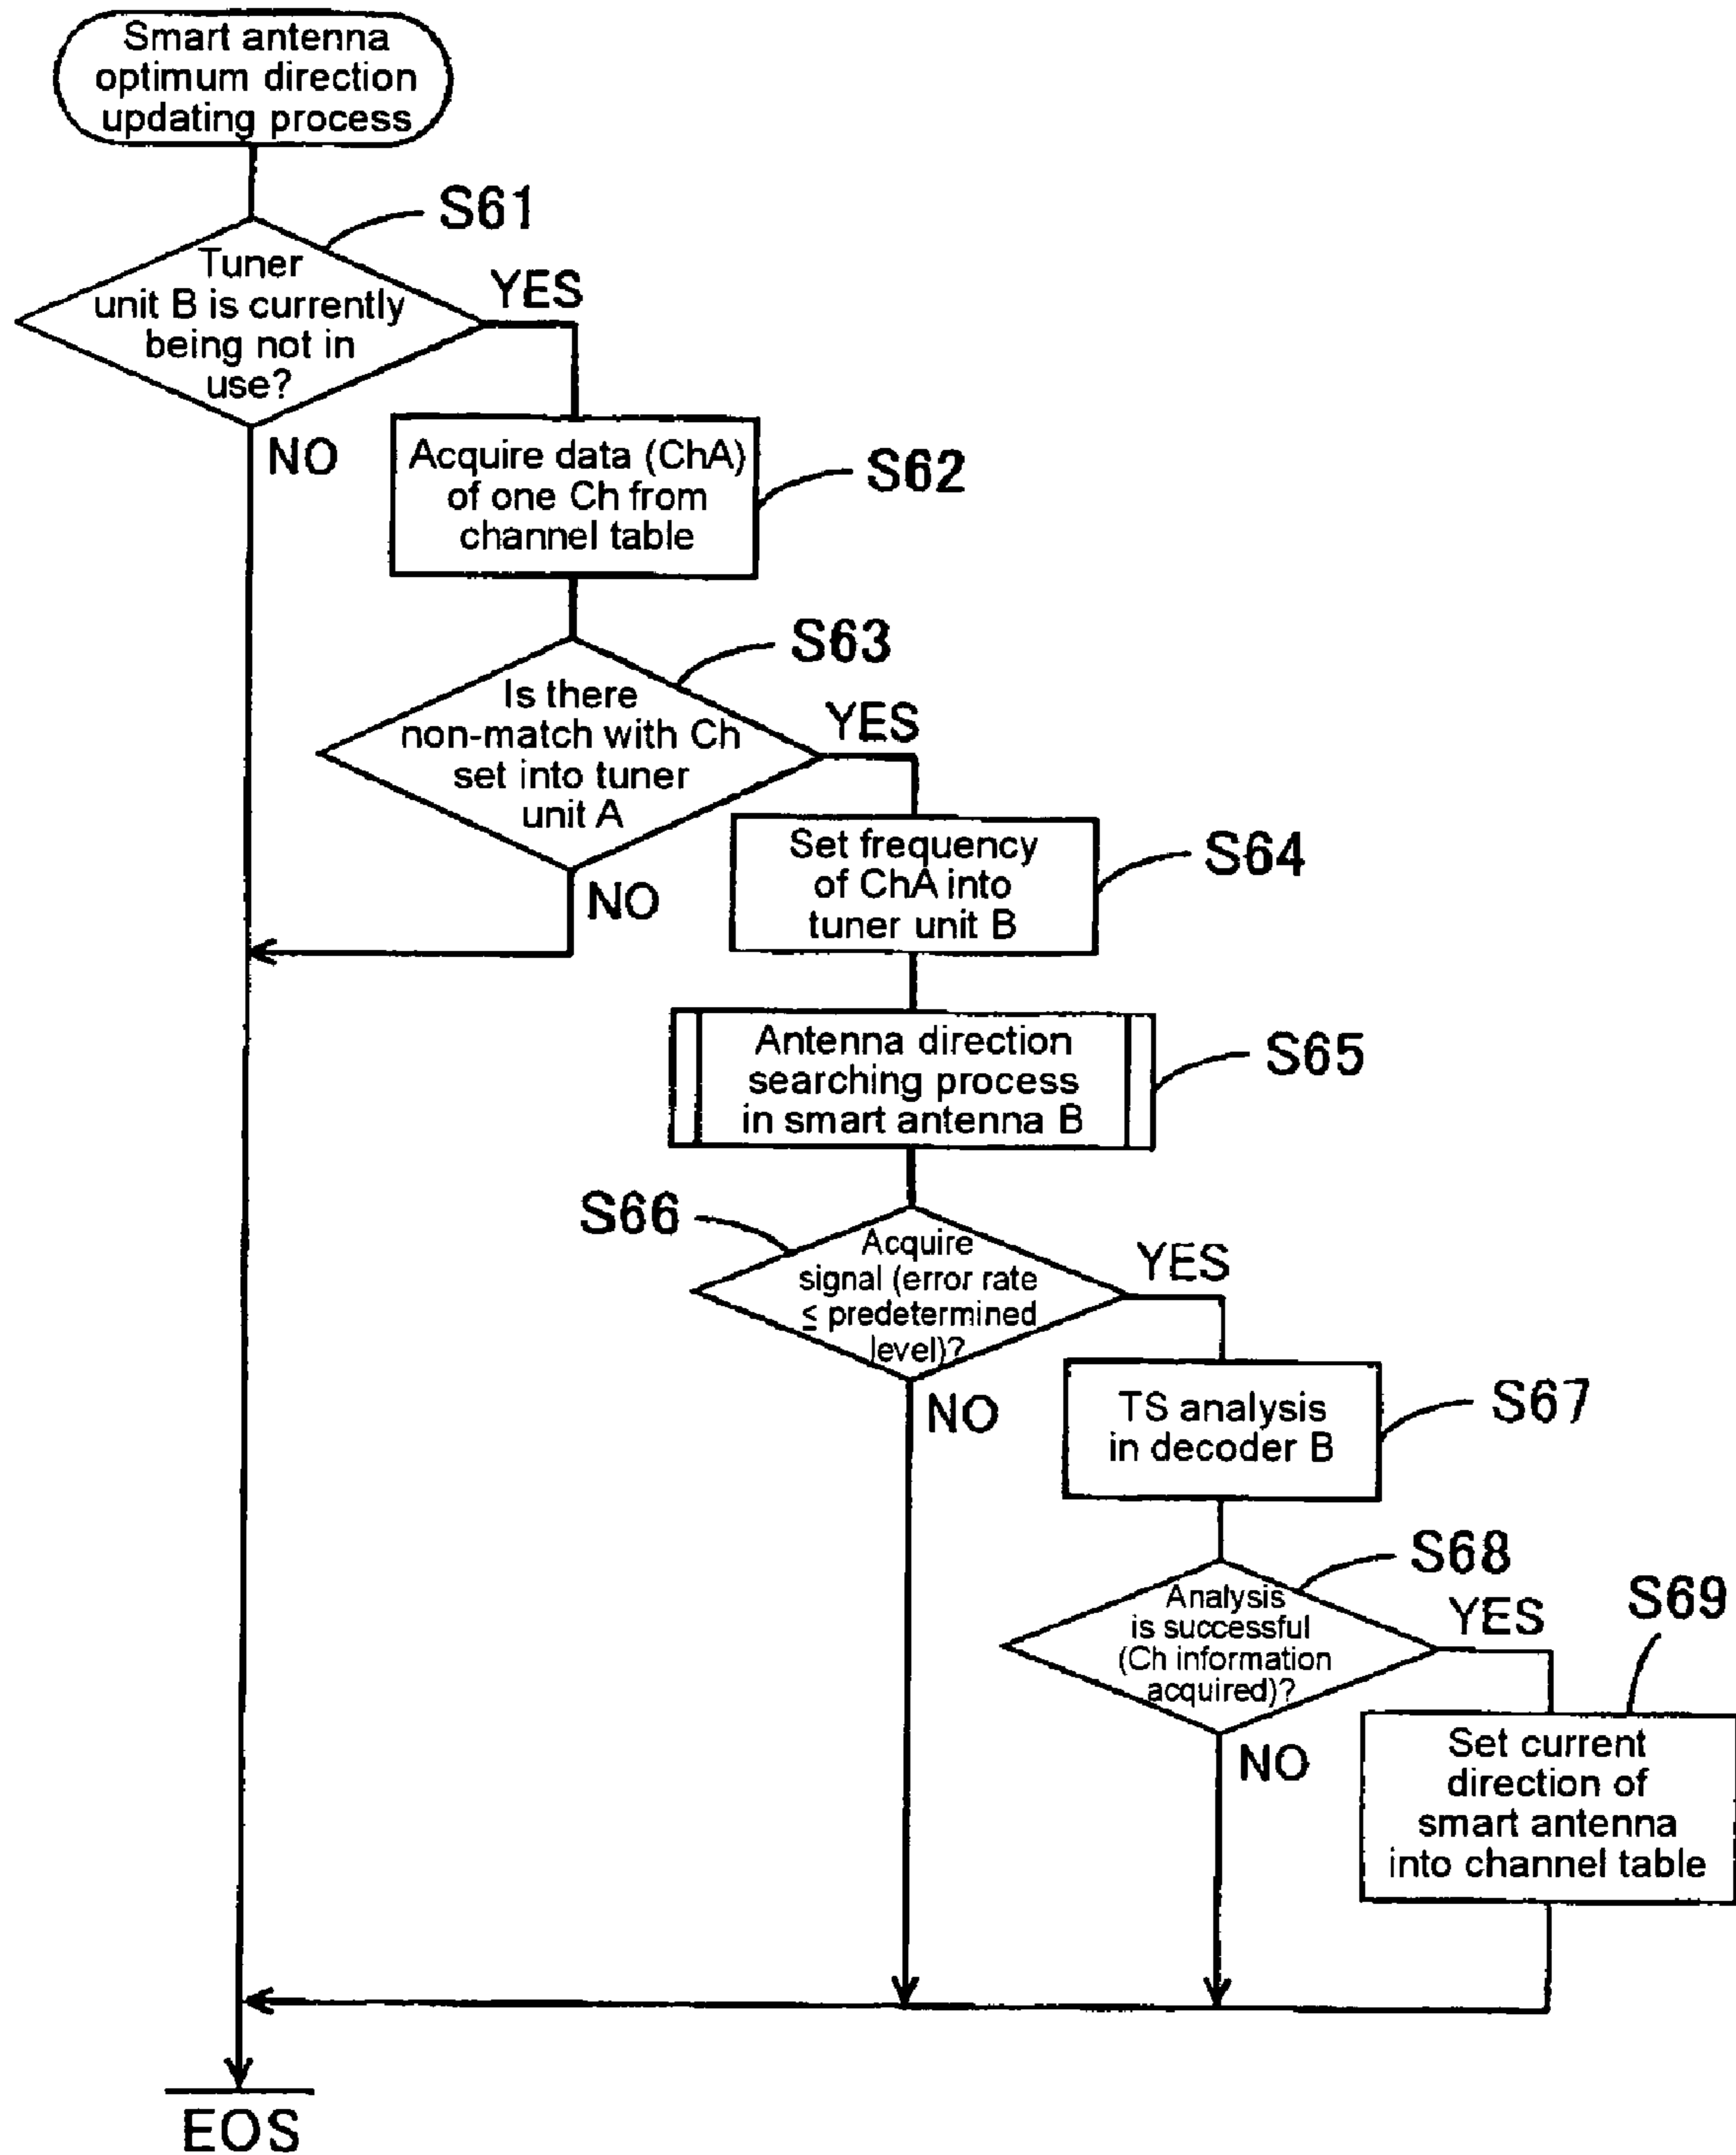 Smart antenna
optimum direction
updating process
S61
Tuner
unit B is currently
being not in
use?
YES
NO
Acquire data (ChA)
of one Ch from
channel table
S62
S63
Is there
non-match with Ch
set into tuner
unit A
YES
NO
Set frequency
of ChA into
tuner unit B
S64
Antenna direction
searching process
in smart antenna B
S65
S66
Acquire
signal (error rate
≤ predetermined
level)?
YES
NO
TS analysis
in decoder B
S67
S68
Analysis
is successful
(Ch information
acquired)?
YES
NO
S69
Set current
direction of
smart antenna
into channel table
EOS